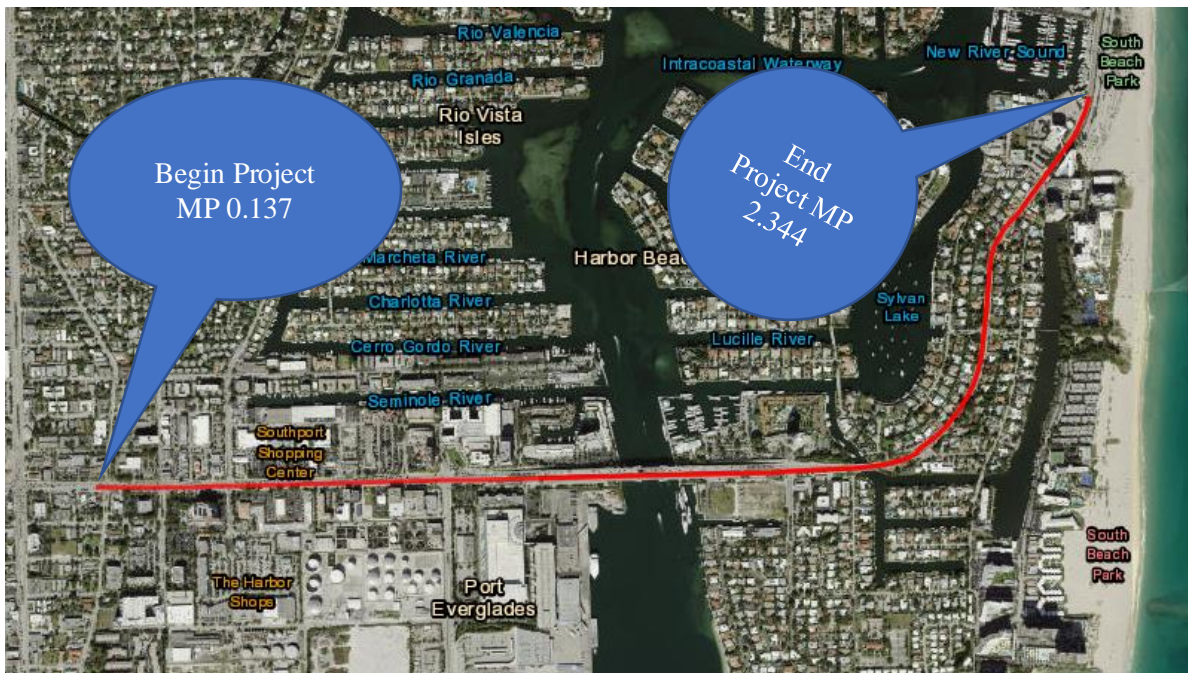 Rio Valencia
Rio Granada
Rio Vista
Isles
Intracoastal Waterway
New River Sound
South
Beach
Park
Begin Project
MP 0.137
End
Project MP
2.344
Marcheta River
Harbor Beac
Charlotta River
Sylvan
Lake
Cerro Gordo River
Lucille River
Seminole River
Southport
Shopping
Center
The Harbor
Shops
Port
Everglades
South
Beach
Park